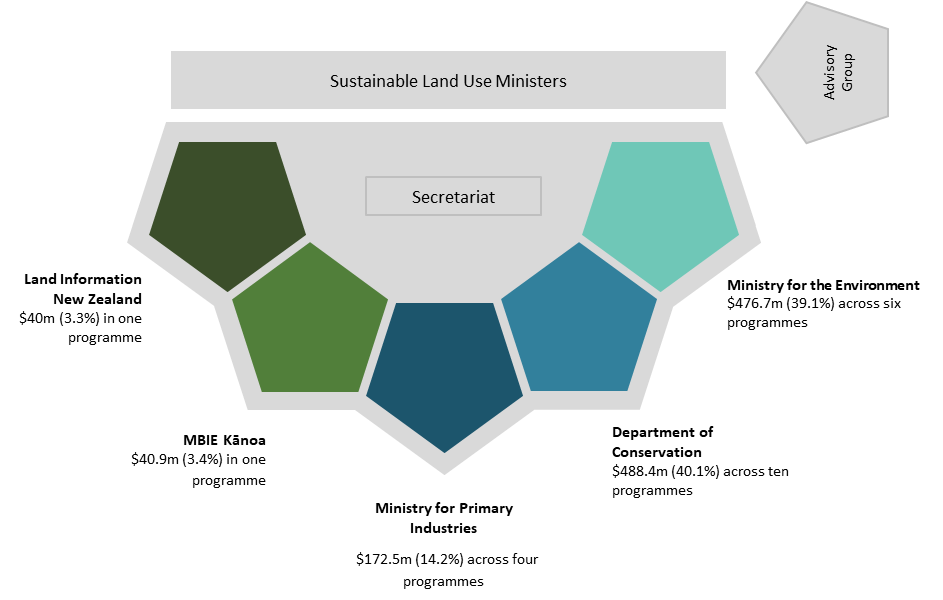 Sustainable Land Use Ministers
Advisory
Group
Secretariat
Land Information
New Zealand
$40m (3.3%) in one
programme
Ministry for the Environment
$476.7m (39.1%) across six
programmes
MBIE Kānoa
$40.9m (3.4%) in one
programme
Department of
Conservation
$488.4m (40.1%) across ten
programmes
Ministry for Primary
Industries
$172.5m (14.2%) across four
programmes